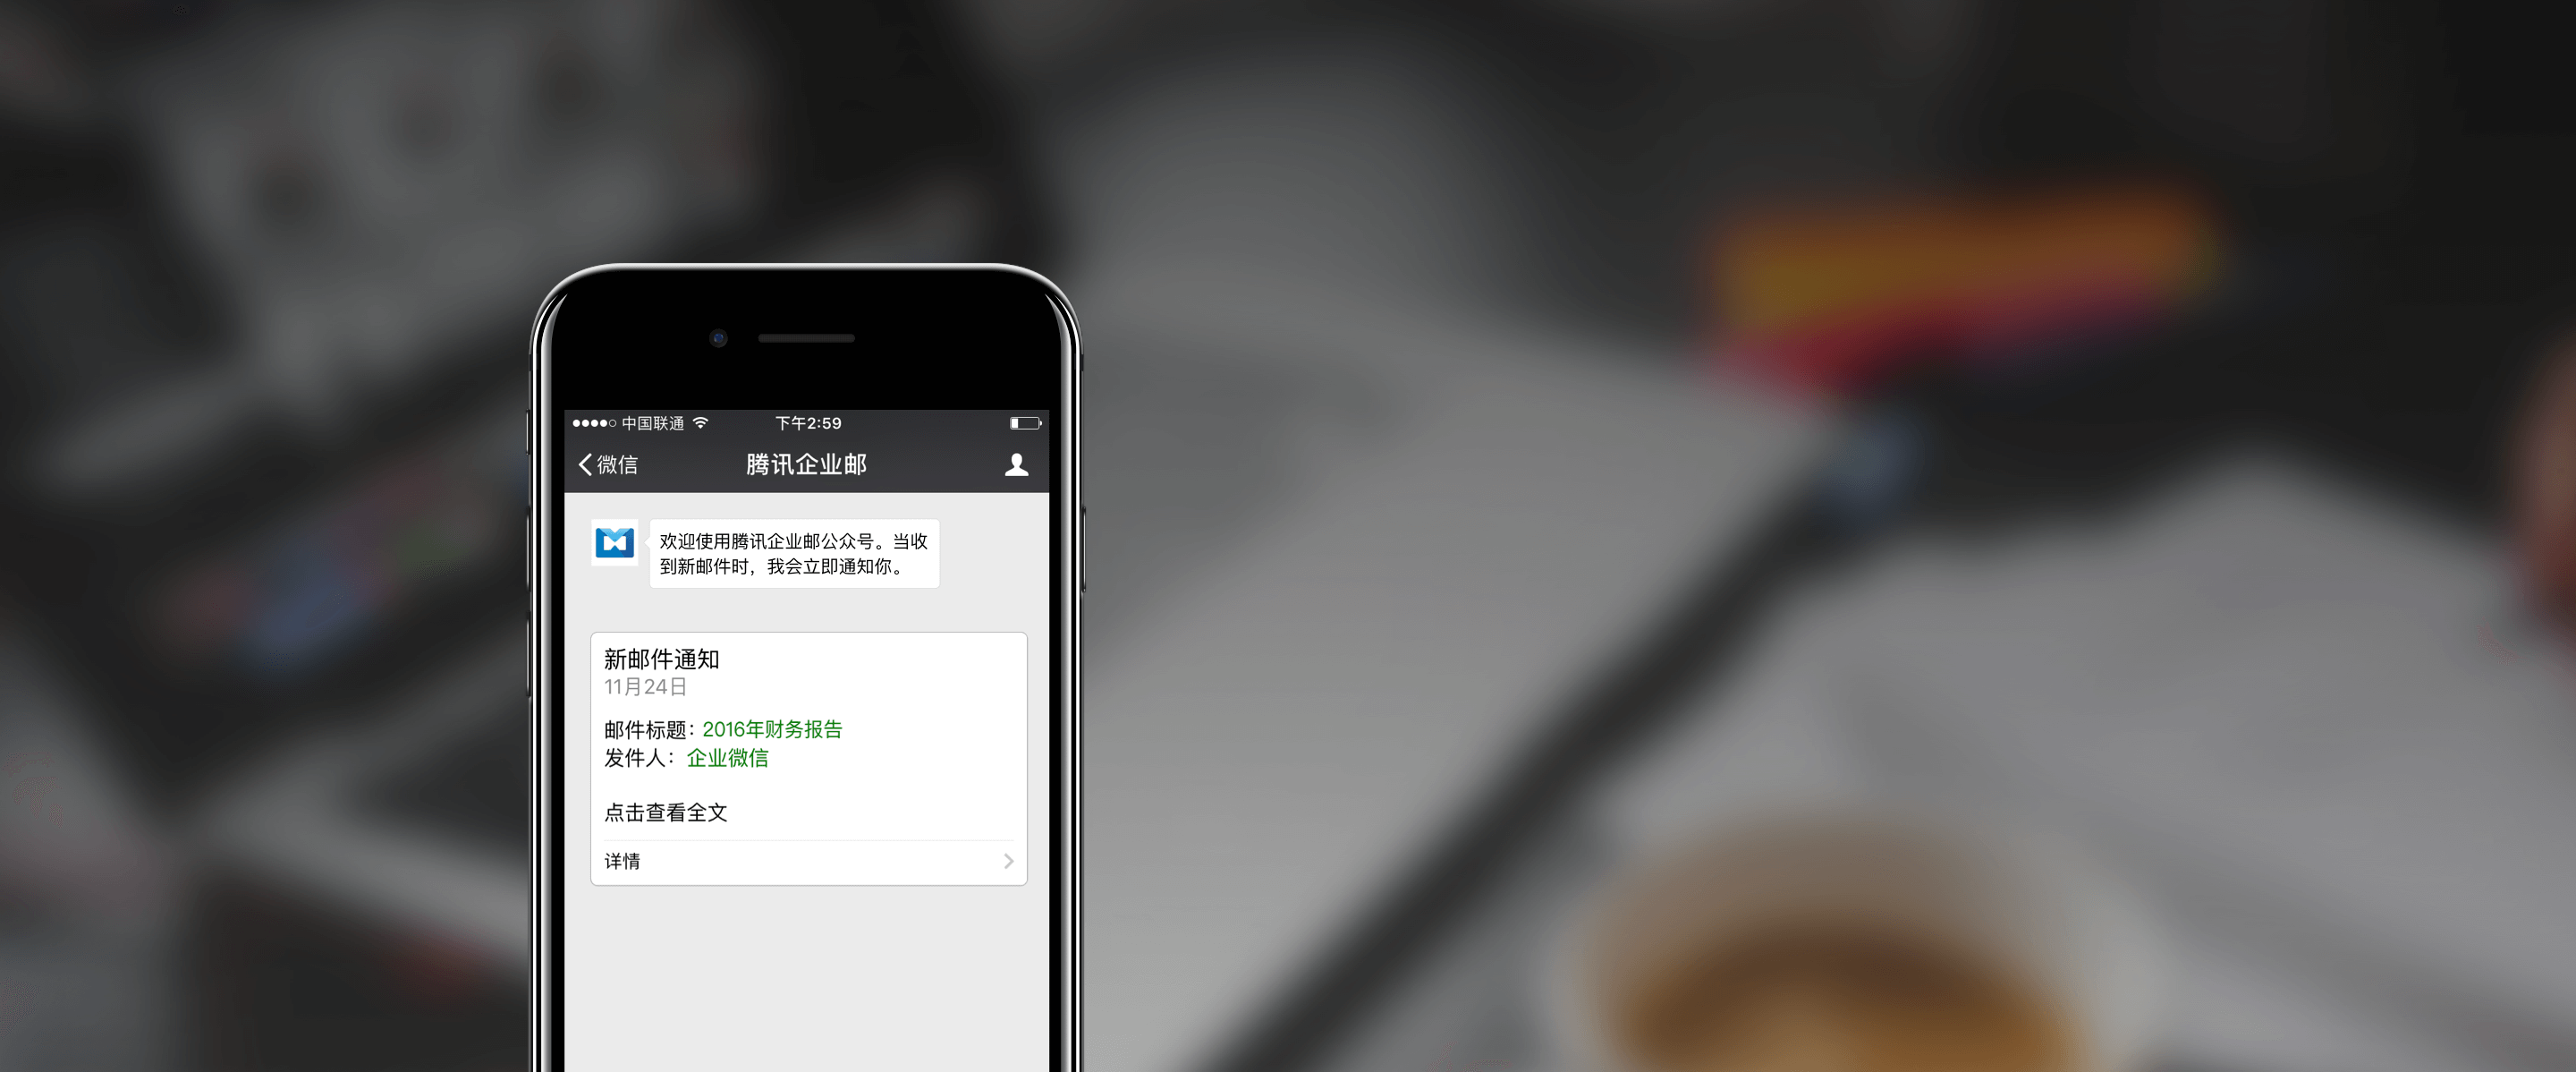 中国联通
下午2:59
微信
腾讯企业邮
欢迎使用腾讯企业邮公众号。当收
到新邮件时，我会立即通知你。
新邮件通知
11月24日
邮件标题：2016年财务报告
发件人：企业微信
点击查看全文
详情